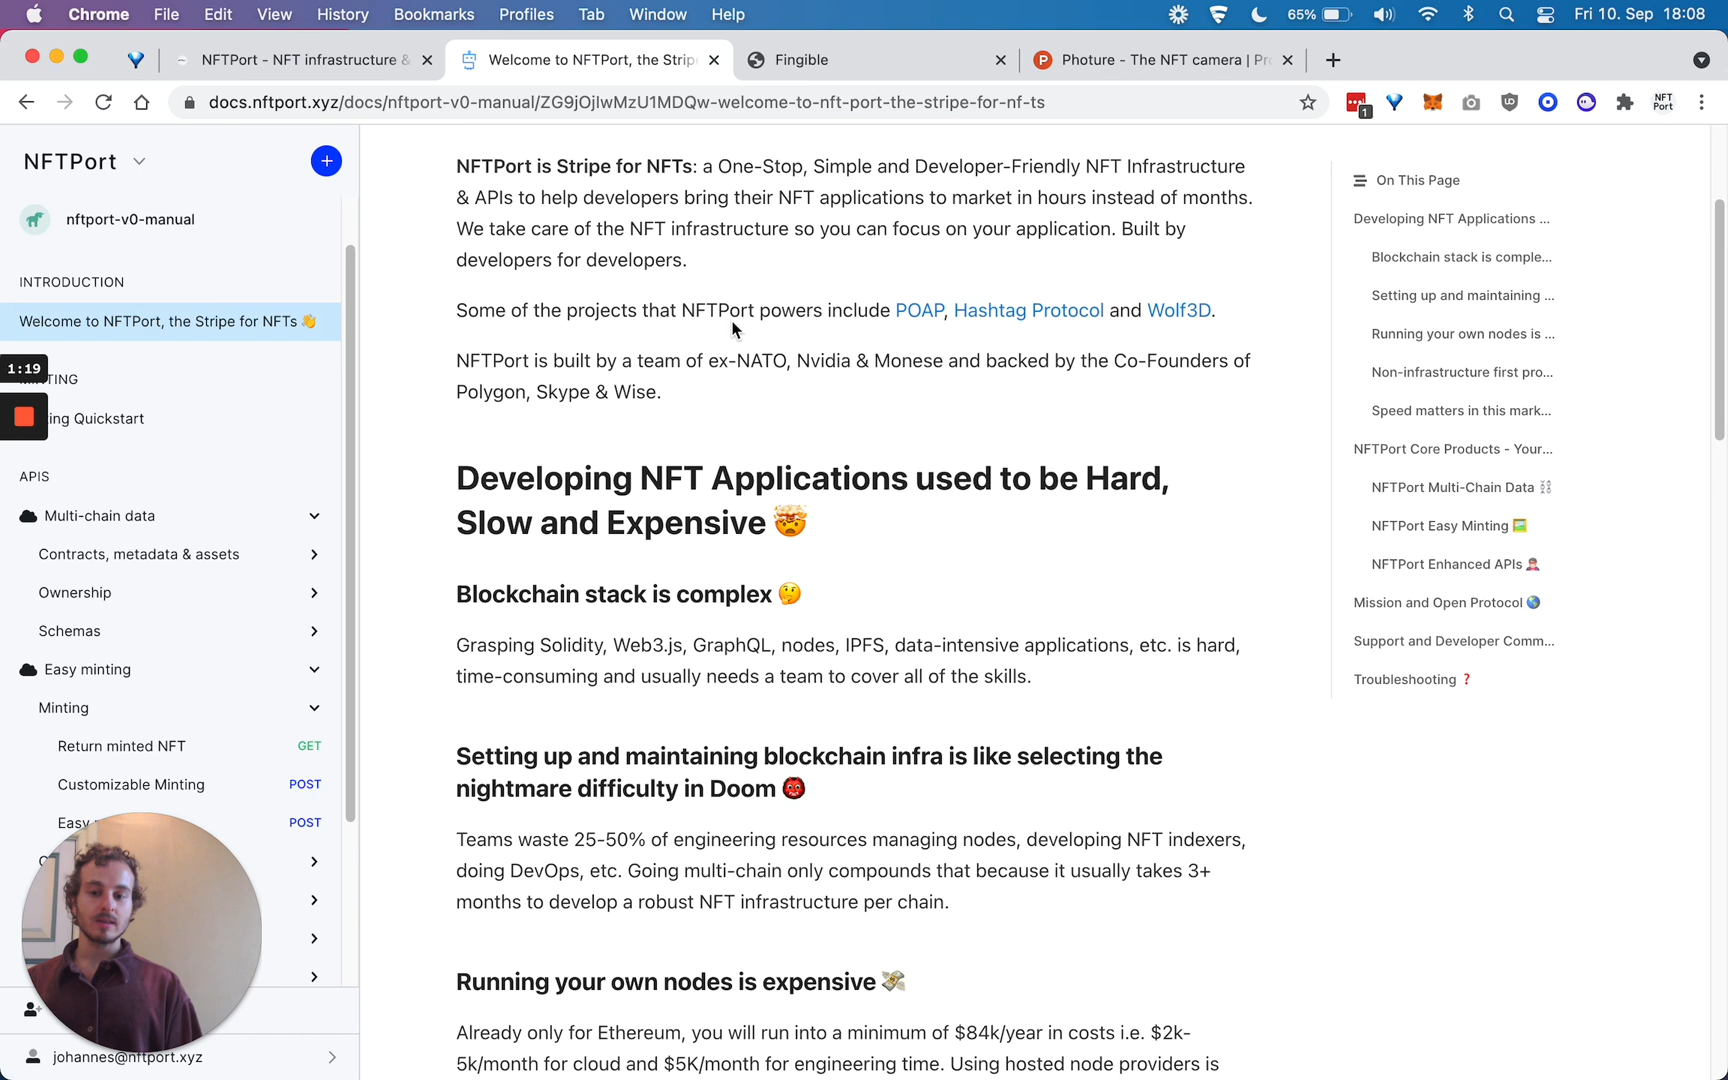 Chrome File Edit View History Bookmarks Profiles Tab Window Help 65% Fri 10. Sep 18:08
NFTPort - NFT infrastructure &
Welcome to NFTPort, the Strip
Fingible
Photure - The NFT camera | Pr
docs.nftport.xyz/docs/nftport-v0-manual/ZG9jOjIwMzU1MDQw-welcome-to-nft-port-the-stripe-for-nf-ts
1
NFT
Port
NFTPort
nftport-v0-manual
INTRODUCTION
Welcome to NFTPort, the Stripe for NFTs 👋
1:19
TING
ing Quickstart
APIS
Multi-chain data
Contracts, metadata & assets
Ownership
Schemas
Easy minting
Minting
Return minted NFT GET
Customizable Minting POST
Easy POST
johannes@nftport.xyz
NFTPort is Stripe for NFTs: a One-Stop, Simple and Developer-Friendly NFT Infrastructure
& APIs to help developers bring their NFT applications to market in hours instead of months.
We take care of the NFT infrastructure so you can focus on your application. Built by
developers for developers.
Some of the projects that NFTPort powers include POAP, Hashtag Protocol and Wolf3D.
NFTPort is built by a team of ex-NATO, Nvidia & Monese and backed by the Co-Founders of
Polygon, Skype & Wise.
Developing NFT Applications used to be Hard,
Slow and Expensive 🤯
Blockchain stack is complex 🤔
Grasping Solidity, Web3.js, GraphQL, nodes, IPFS, data-intensive applications, etc. is hard,
time-consuming and usually needs a team to cover all of the skills.
Setting up and maintaining blockchain infra is like selecting the
nightmare difficulty in Doom 👹
Teams waste 25-50% of engineering resources managing nodes, developing NFT indexers,
doing DevOps, etc. Going multi-chain only compounds that because it usually takes 3+
months to develop a robust NFT infrastructure per chain.
Running your own nodes is expensive 💸
Already only for Ethereum, you will run into a minimum of $84k/year in costs i.e. $2k-
5k/month for cloud and $5K/month for engineering time. Using hosted node providers is
On This Page
Developing NFT Applications ...
Blockchain stack is comple...
Setting up and maintaining ...
Running your own nodes is ...
Non-infrastructure first pro...
Speed matters in this mark...
NFTPort Core Products - Your...
NFTPort Multi-Chain Data ⛓
NFTPort Easy Minting 🖼
NFTPort Enhanced APIs
Mission and Open Protocol 🌎
Support and Developer Comm...
Troubleshooting ❓